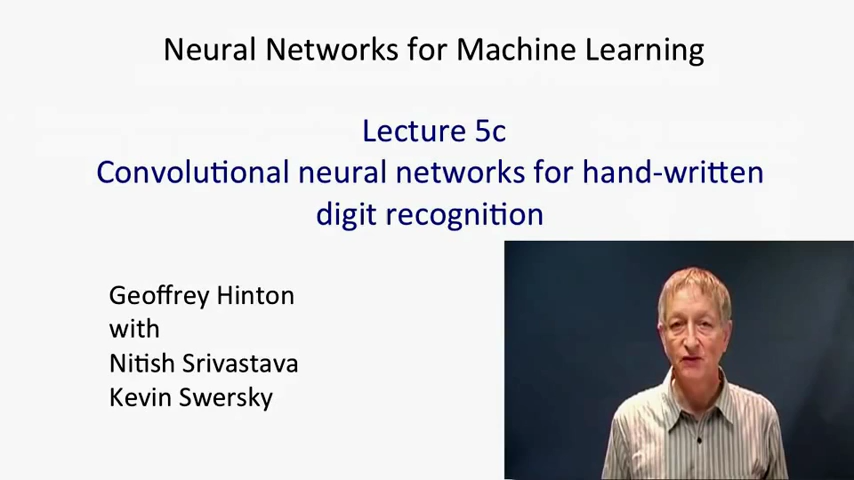 Neural Networks for Machine Learning
Lecture 5c
Convolutional neural networks for hand-written
digit recognition
Geoffrey Hinton
with
Nitish Srivastava
Kevin Swersky